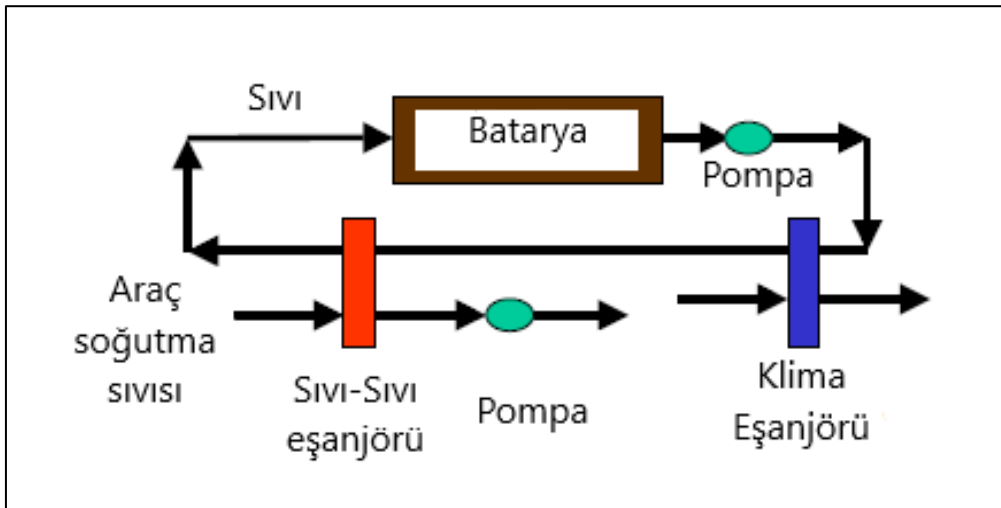 Sıvı
Batarya
Pompa
Araç
soğutma
sıvısı
Sıvı-Sıvı
eşanjörü
Pompa
Klima
Eşanjörü